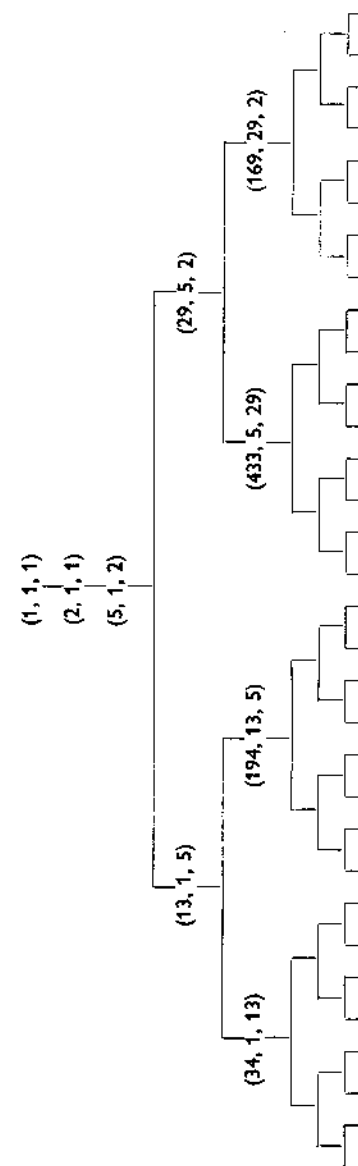 (1, 1, 1)
(2, 1, 1)
(5, 1, 2)
(13, 1, 5)
(29, 5, 2)
(34, 1, 13)
(194, 13, 5)
(433, 5, 29)
(169, 29, 2)